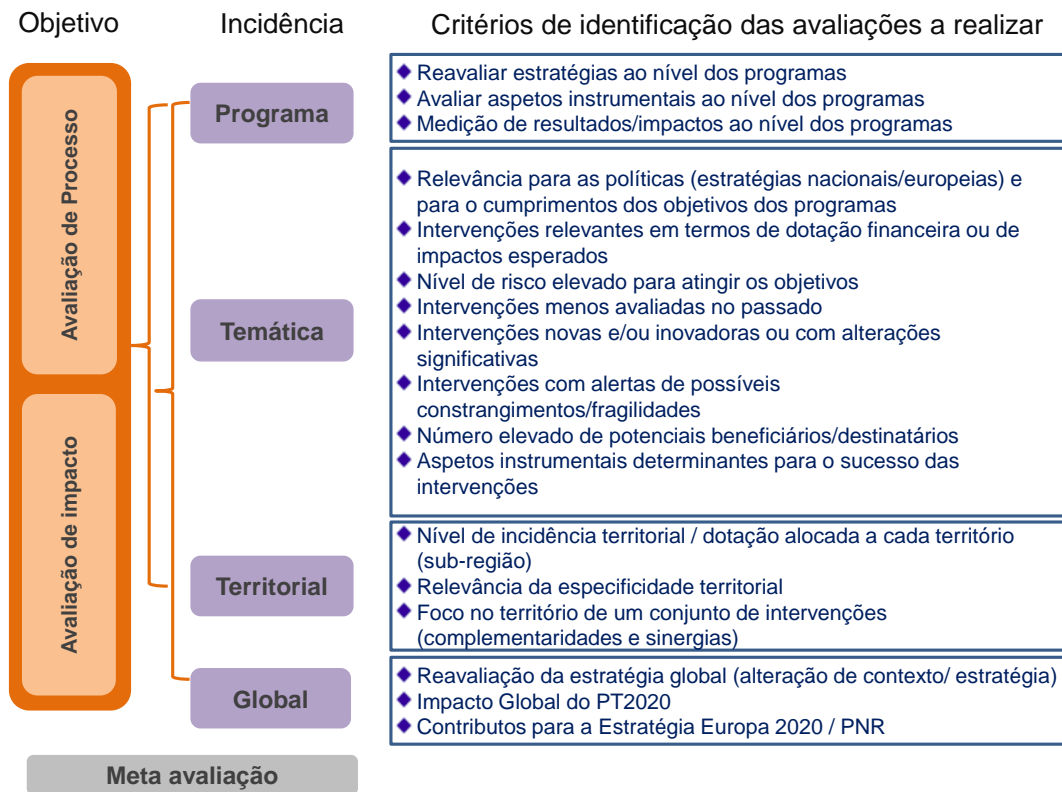 Objetivo
Incidência
Critérios de identificação das avaliações a realizar
Avaliação de Processo
Avaliação de impacto
Programa
Reavaliar estratégias ao nível dos programas
Avaliar aspetos instrumentais ao nível dos programas
Medição de resultados/impactos ao nível dos programas
Temática
Relevância para as políticas (estratégias nacionais/europeias) e
para o cumprimentos dos objetivos dos programas
Intervenções relevantes em termos de dotação financeira ou de
impactos esperados
Nível de risco elevado para atingir os objetivos
Intervenções menos avaliadas no passado
Intervenções novas e/ou inovadoras ou com alterações
significativas
Intervenções com alertas de possíveis
constrangimentos/fragilidades
Número elevado de potenciais beneficiários/destinatários
Aspetos instrumentais determinantes para o sucesso das
intervenções
Territorial
Nível de incidência territorial / dotação alocada a cada território
(sub-região)
Relevância da especificidade territorial
Foco no território de um conjunto de intervenções
(complementaridades e sinergias)
Global
Reavaliação da estratégia global (alteração de contexto/ estratégia)
Impacto Global do PT2020
Contributos para a Estratégia Europa 2020 / PNR
Meta avaliação